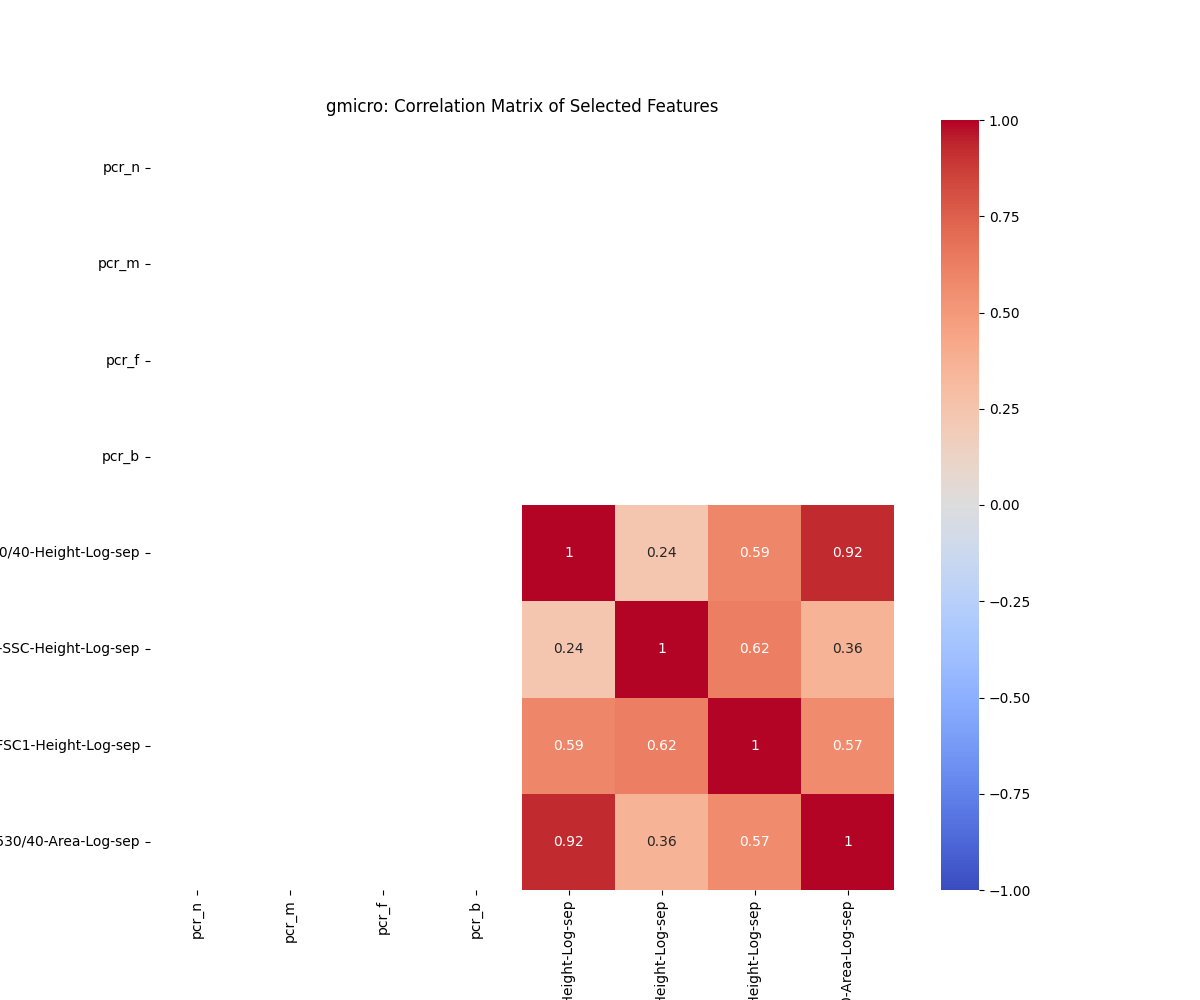 gmicro: Correlation Matrix of Selected Features
pcr_n
pcr_m
pcr_f
pcr_b
0/40-Height-Log-sep
-SSC-Height-Log-sep
FSC1-Height-Log-sep
530/40-Area-Log-sep
1 0.24 0.59 0.92
0.24 1 0.62 0.36
0.59 0.62 1 0.57
0.92 0.36 0.57 1
pcr_n
pcr_m
pcr_f
pcr_b
Height-Log-sep
Height-Log-sep
Height-Log-sep
0-Area-Log-sep
1.00
0.75
0.50
0.25
0.00
−0.25
−0.50
−0.75
−1.00